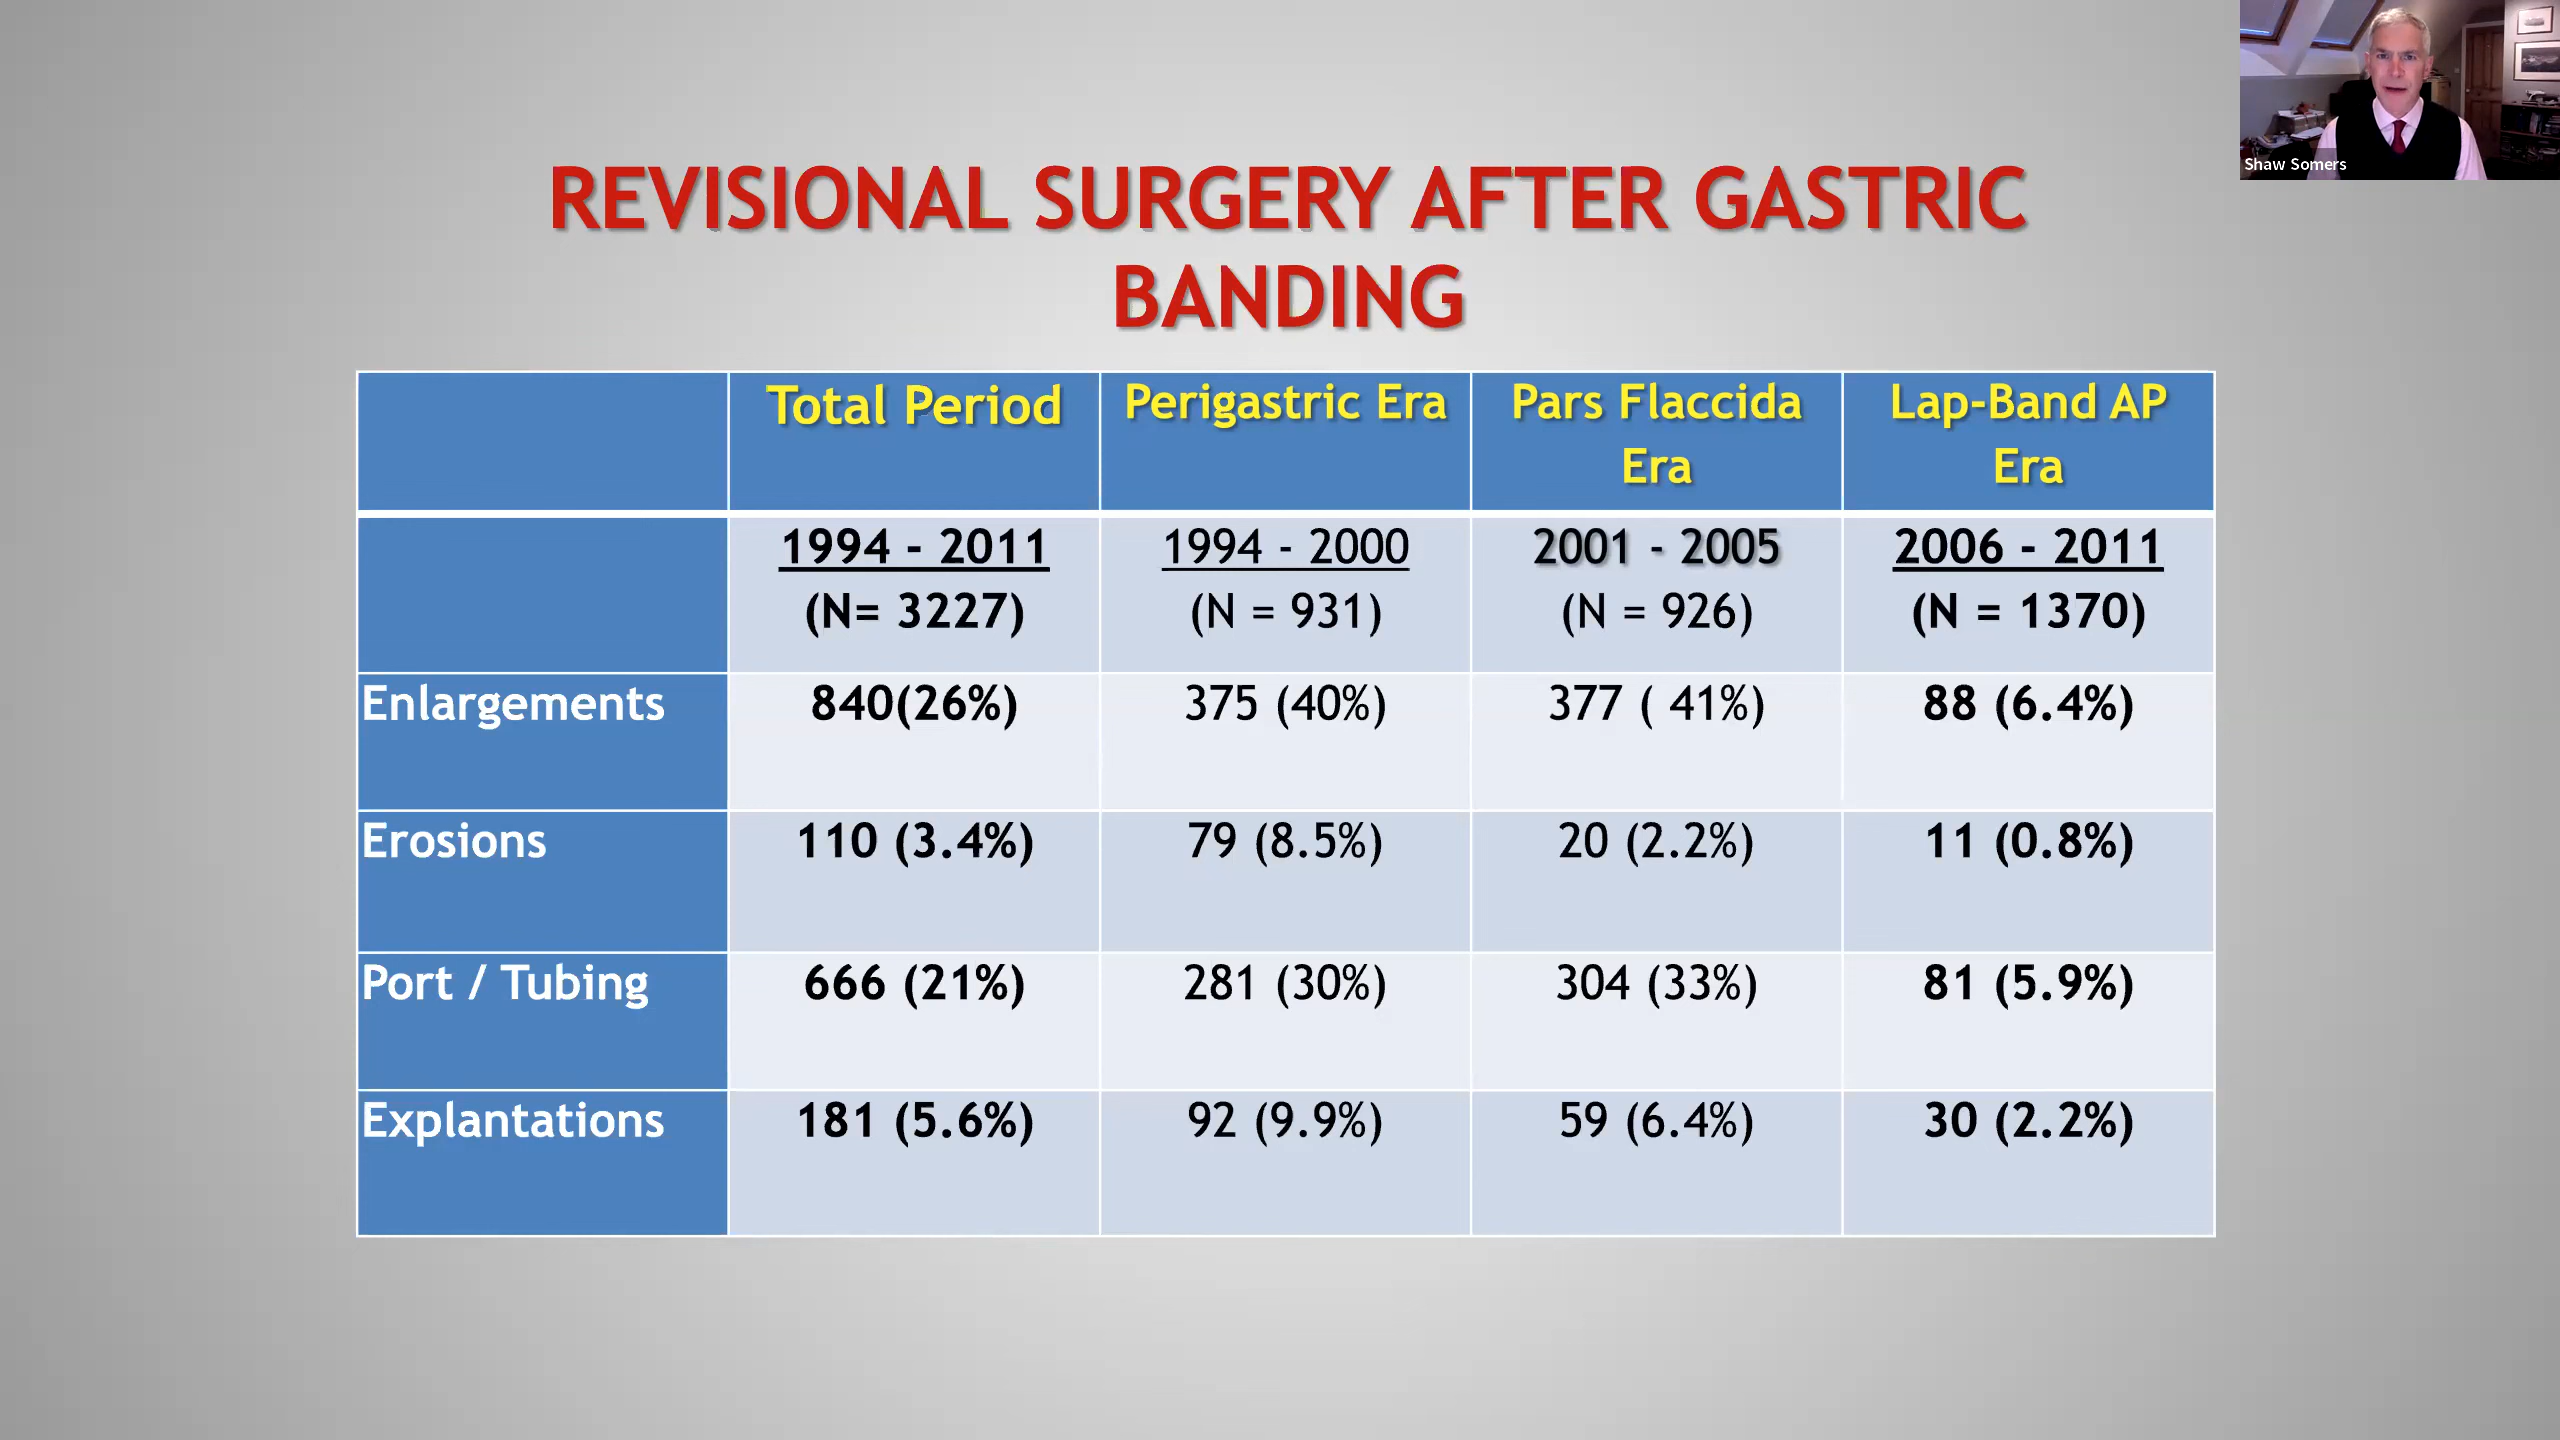 Shaw Somers
REVISIONAL SURGERY AFTER GASTRIC
BANDING
Total Period Perigastric Era Pars Flaccida Era Lap-Band AP Era
1994 - 2011 (N= 3227) 1994 - 2000 (N = 931) 2001 - 2005 (N = 926) 2006 - 2011 (N = 1370)
Enlargements 840(26%) 375 (40%) 377 ( 41%) 88 (6.4%)
Erosions 110 (3.4%) 79 (8.5%) 20 (2.2%) 11 (0.8%)
Port / Tubing 666 (21%) 281 (30%) 304 (33%) 81 (5.9%)
Explantations 181 (5.6%) 92 (9.9%) 59 (6.4%) 30 (2.2%)